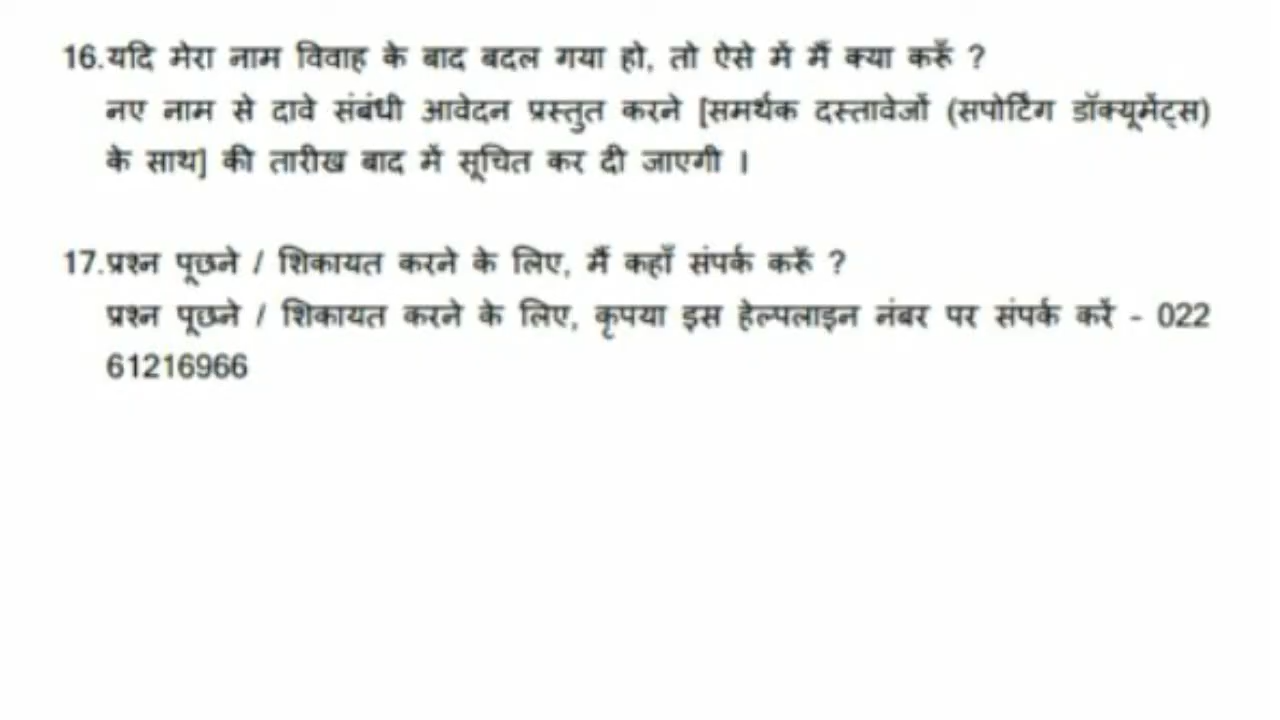 16.यदि मेरा नाम विवाह के बाद बदल गया हो, तो ऐसे में मैं क्या करूँ ?
नए नाम से दावे संबंधी आवेदन प्रस्तुत करने [समर्थक दस्तावेजों (सपोर्टिंग डॉक्यूमेंट्स)
के साथ] की तारीख बाद में सूचित कर दी जाएगी ।
17.प्रश्न पूछने / शिकायत करने के लिए, मैं कहाँ संपर्क करूँ ?
प्रश्न पूछने / शिकायत करने के लिए, कृपया इस हेल्पलाइन नंबर पर संपर्क करें - 022
61216966